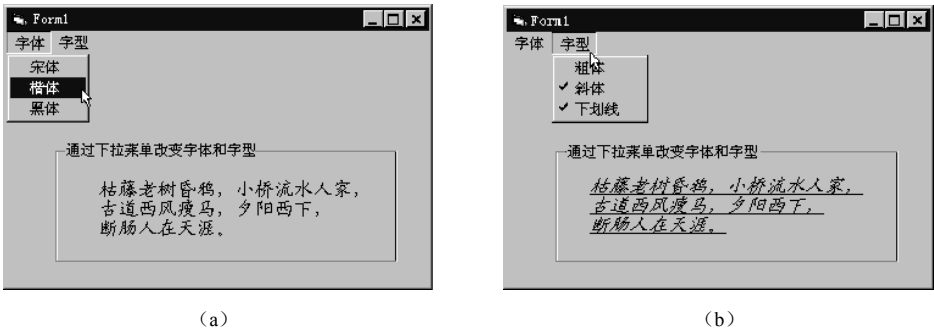 Form1
字体 字型
宋体
楷体
黑体
通过下拉菜单改变字体和字型
枯藤老树昏鸦，小桥流水人家，
古道西风瘦马，夕阳西下，
断肠人在天涯。
(a)
Form1
字体 字型
粗体
斜体
下划线
通过下拉菜单改变字体和字型
枯藤老树昏鸦，小桥流水人家，
古道西风瘦马，夕阳西下，
断肠人在天涯。
(b)